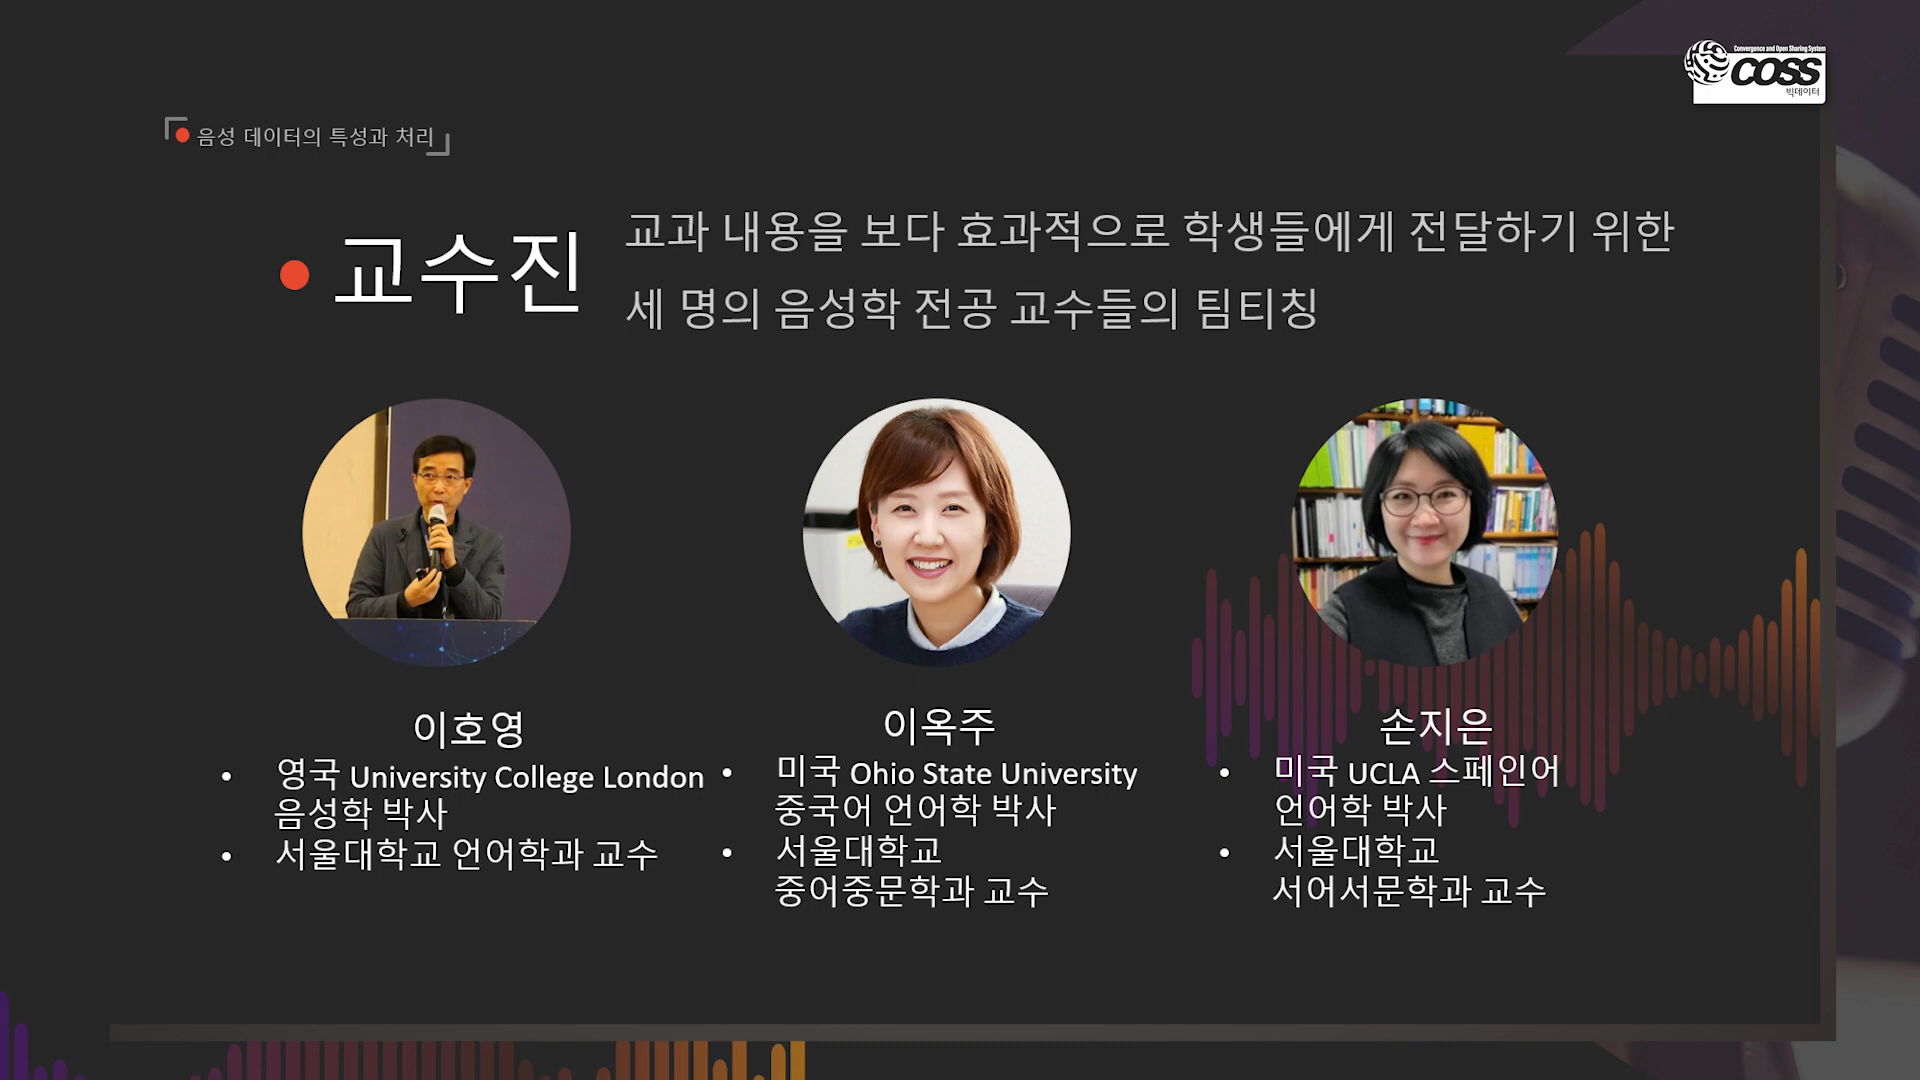 Convergence and Open Sharing System
COSS
빅데이터
음성 데이터의 특성과 처리
교수진
교과 내용을 보다 효과적으로 학생들에게 전달하기 위한
세 명의 음성학 전공 교수들의 팀티칭
이호영
• 영국 University College London
음성학 박사
• 서울대학교 언어학과 교수
이옥주
• 미국 Ohio State University
중국어 언어학 박사
• 서울대학교
중어중문학과 교수
손지은
• 미국 UCLA 스페인어
언어학 박사
• 서울대학교
서어서문학과 교수